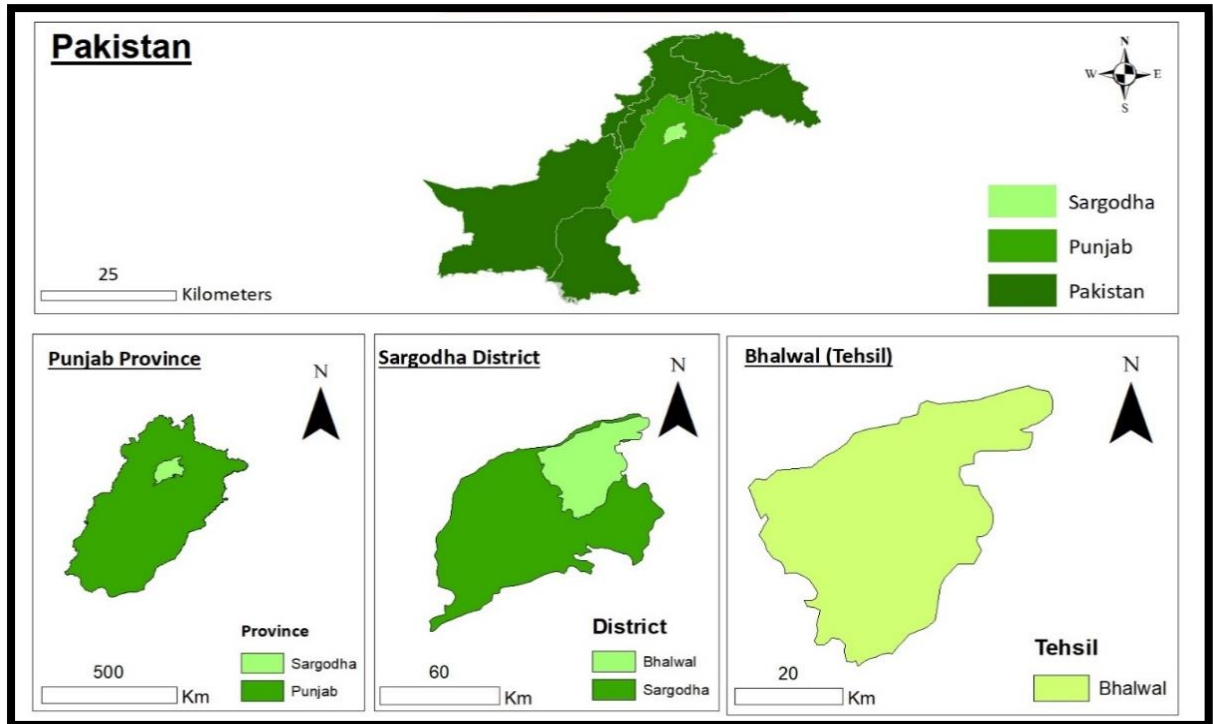 Pakistan
N
W E
S
Sargodha
Punjab
Pakistan
25
Kilometers
Punjab Province
N
Province
Sargodha
Punjab
500
Km
Sargodha District
N
District
Bhalwal
Sargodha
60
Km
Bhalwal (Tehsil)
N
Tehsil
Bhalwal
20
Km